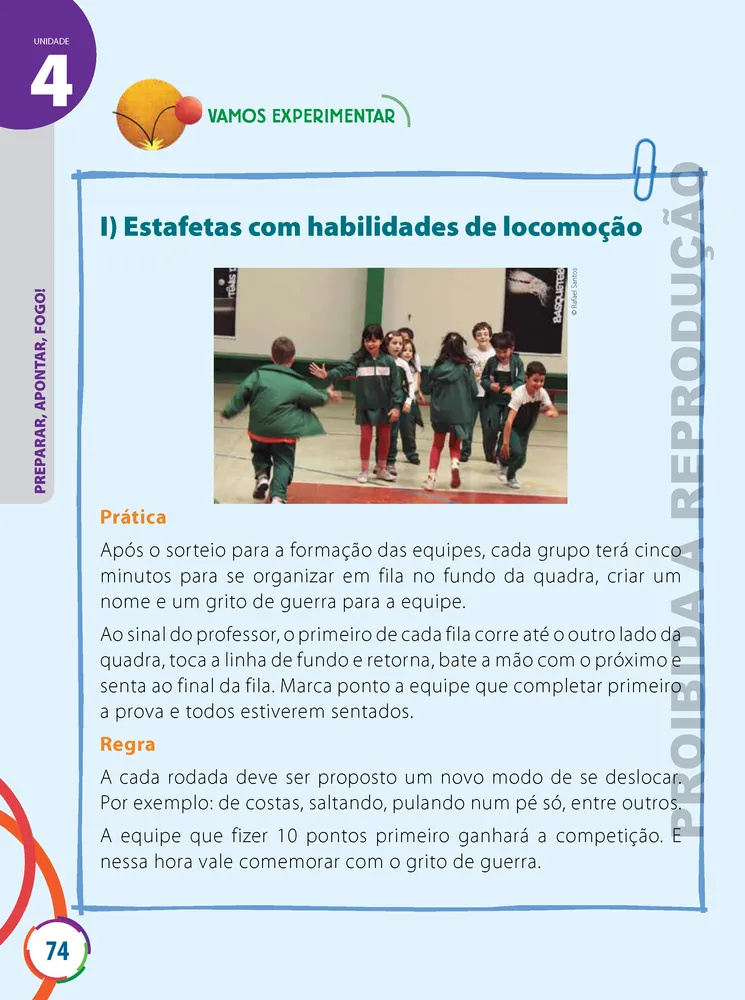 UNIDADE
4
VAMOS EXPERIMENTAR
PREPARAR, APONTAR, FOGO!
I) Estafetas com habilidades de locomoção
TÊNIS D
BASQUETEB
© Rafael Santos
Prática
Após o sorteio para a formação das equipes, cada grupo terá cinco
minutos para se organizar em fila no fundo da quadra, criar um
nome e um grito de guerra para a equipe.
Ao sinal do professor, o primeiro de cada fila corre até o outro lado da
quadra, toca a linha de fundo e retorna, bate a mão com o próximo e
senta ao final da fila. Marca ponto a equipe que completar primeiro
a prova e todos estiverem sentados.
Regra
A cada rodada deve ser proposto um novo modo de se deslocar.
Por exemplo: de costas, saltando, pulando num pé só, entre outros.
A equipe que fizer 10 pontos primeiro ganhará a competição. E
nessa hora vale comemorar com o grito de guerra.
PROIBIDA A REPRODUÇÃO
74